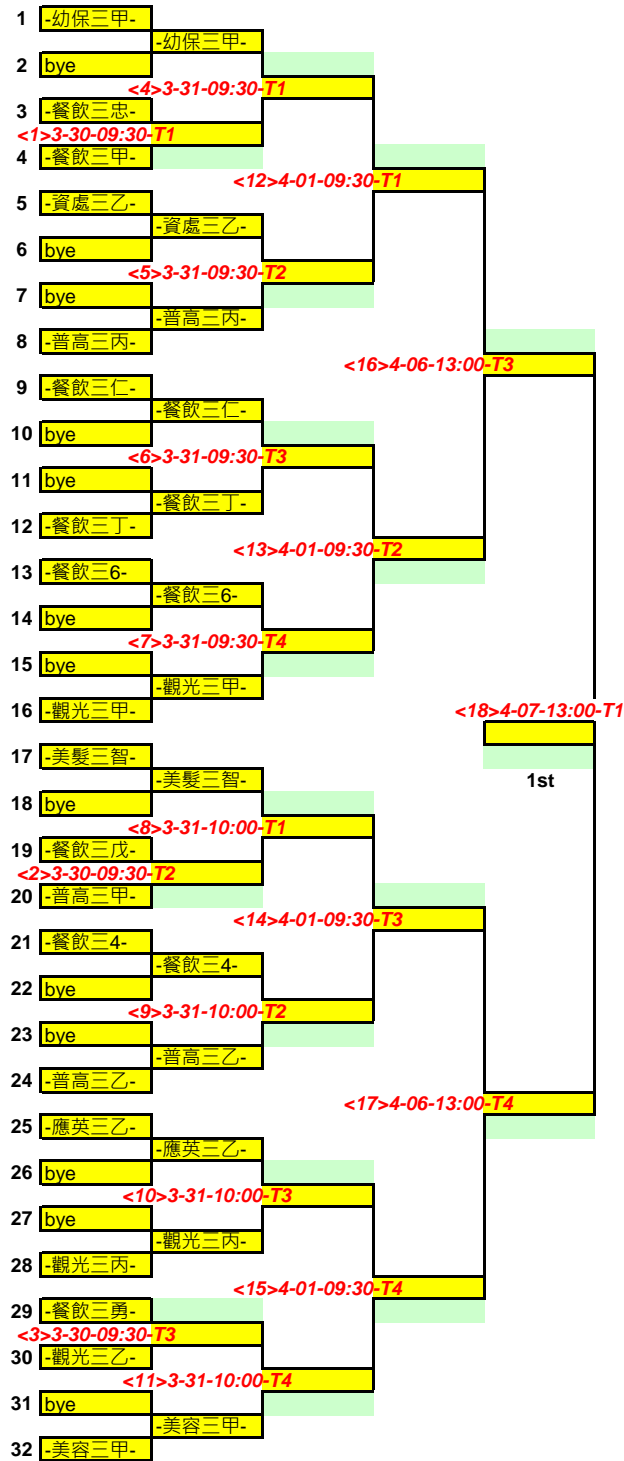 1 -幼保三甲-
-幼保三甲-
2 bye
<4>3-31-09:30-T1
3 -餐飲三忠-
<1>3-30-09:30-T1
4 -餐飲三甲-
<12>4-01-09:30-T1
5 -資處三乙-
-資處三乙-
6 bye
<5>3-31-09:30-T2
7 bye
-普高三丙-
8 -普高三丙-
<16>4-06-13:00-T3
9 -餐飲三仁-
-餐飲三仁-
10 bye
<6>3-31-09:30-T3
11 bye
-餐飲三丁-
12 -餐飲三丁-
<13>4-01-09:30-T2
13 -餐飲三6-
-餐飲三6-
14 bye
<7>3-31-09:30-T4
15 bye
-觀光三甲-
16 -觀光三甲-
<18>4-07-13:00-T1
17 -美髮三智-
-美髮三智-
1st
18 bye
<8>3-31-10:00-T1
19 -餐飲三戊-
<2>3-30-09:30-T2
20 -普高三甲-
<14>4-01-09:30-T3
21 -餐飲三4-
-餐飲三4-
22 bye
<9>3-31-10:00-T2
23 bye
-普高三乙-
24 -普高三乙-
<17>4-06-13:00-T4
25 -應英三乙-
-應英三乙-
26 bye
<10>3-31-10:00-T3
27 bye
-觀光三丙-
28 -觀光三丙-
<15>4-01-09:30-T4
29 -餐飲三勇-
<3>3-30-09:30-T3
30 -觀光三乙-
<11>3-31-10:00-T4
31 bye
-美容三甲-
32 -美容三甲-